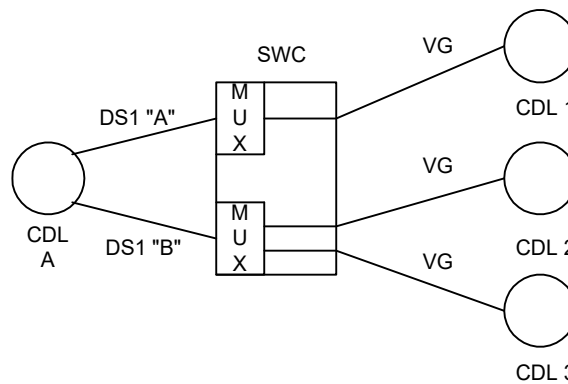 SWC
VG
M
U
X
DS1 "A"
CDL 1
VG
CDL
A
DS1 "B"
M
U
X
CDL 2
VG
CDL 3